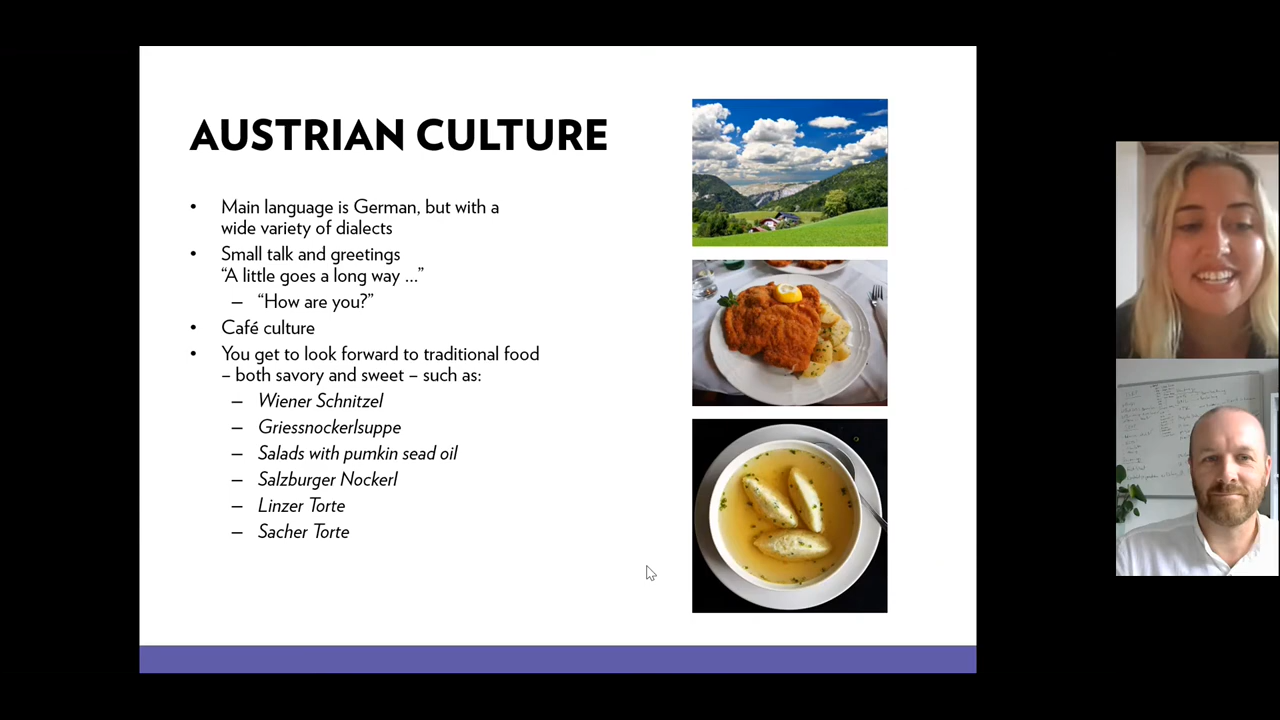 AUSTRIAN CULTURE
• Main language is German, but with a
wide variety of dialects
• Small talk and greetings
“A little goes a long way ...”
– “How are you?”
• Café culture
• You get to look forward to traditional food
– both savory and sweet – such as:
– Wiener Schnitzel
– Griessnockerlsuppe
– Salads with pumkin sead oil
– Salzburger Nockerl
– Linzer Torte
– Sacher Torte